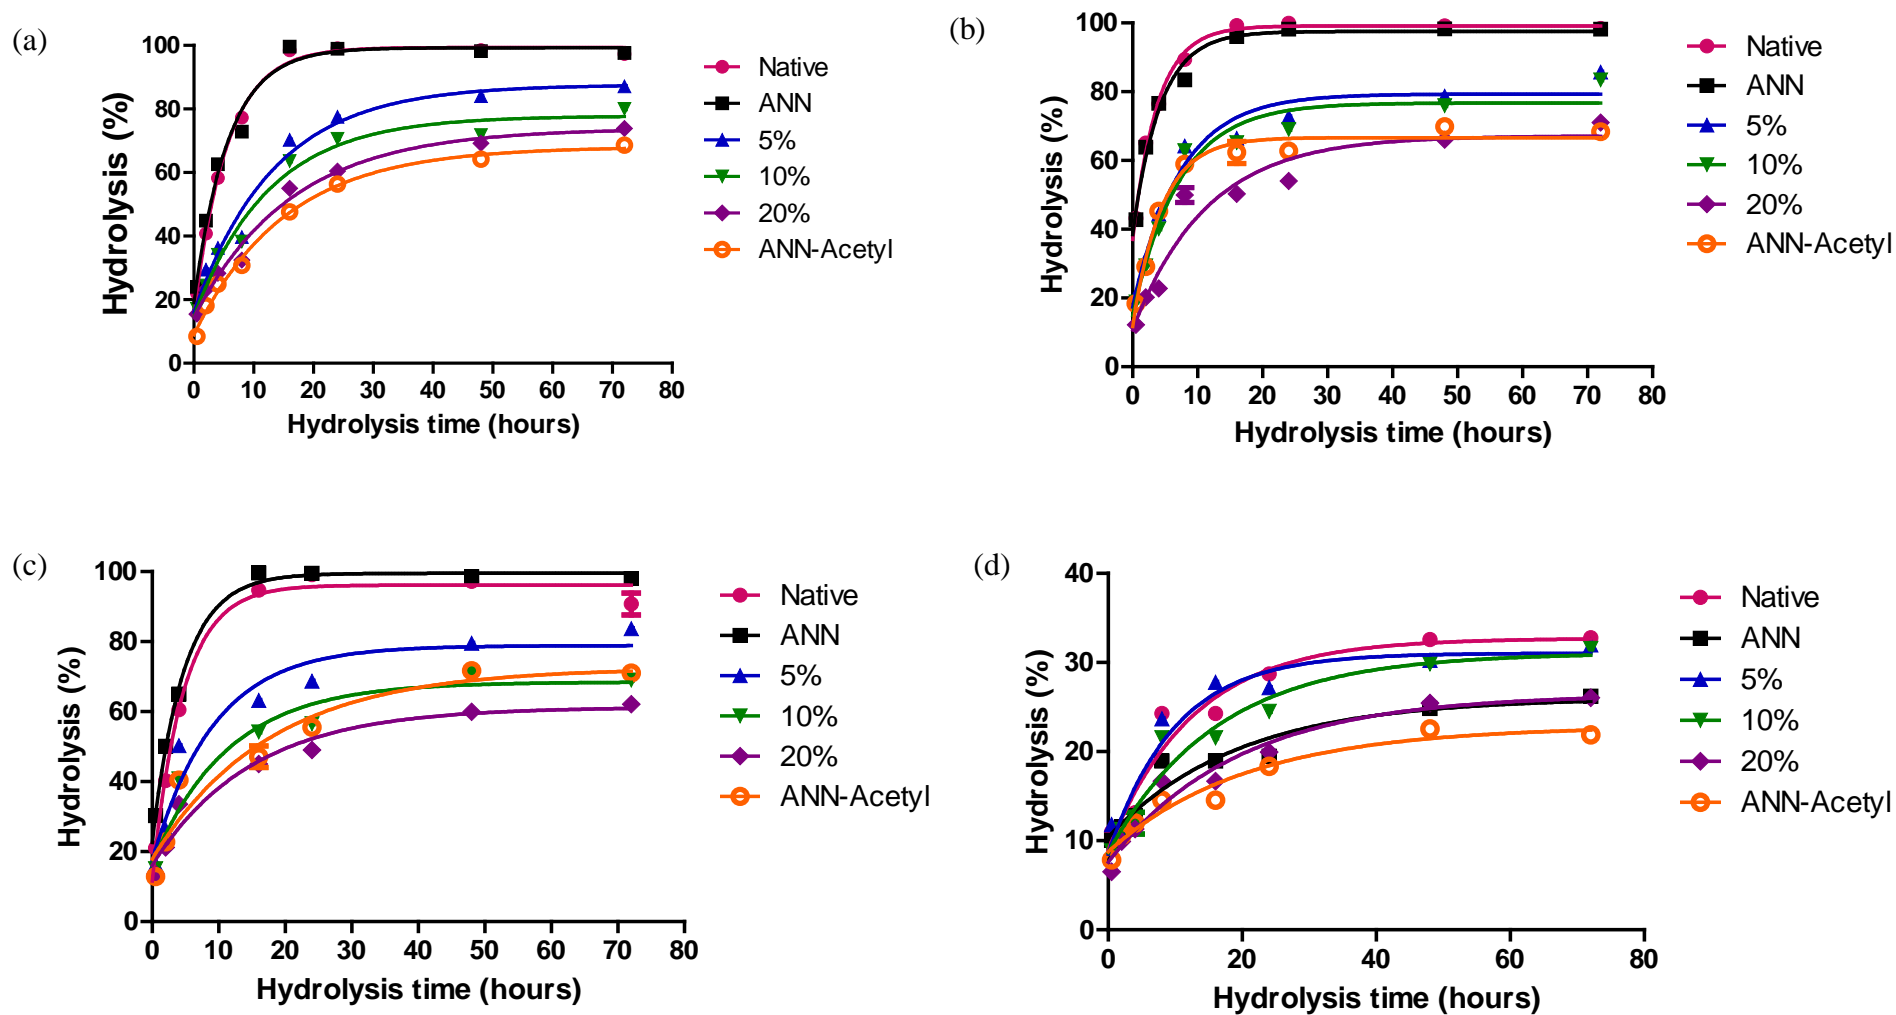 (a)
Hydrolysis (%)
100
80
60
40
20
0
0 10 20 30 40 50 60 70 80
Hydrolysis time (hours)
Native
ANN
5%
10%
20%
ANN-Acetyl
(b)
Hydrolysis (%)
100
80
60
40
20
0
0 10 20 30 40 50 60 70 80
Hydrolysis time (hours)
Native
ANN
5%
10%
20%
ANN-Acetyl
(c)
Hydrolysis (%)
100
80
60
40
20
0
0 10 20 30 40 50 60 70 80
Hydrolysis time (hours)
Native
ANN
5%
10%
20%
ANN-Acetyl
(d)
Hydrolysis (%)
40
30
20
10
0
0 20 40 60 80
Hydrolysis time (hours)
Native
ANN
5%
10%
20%
ANN-Acetyl